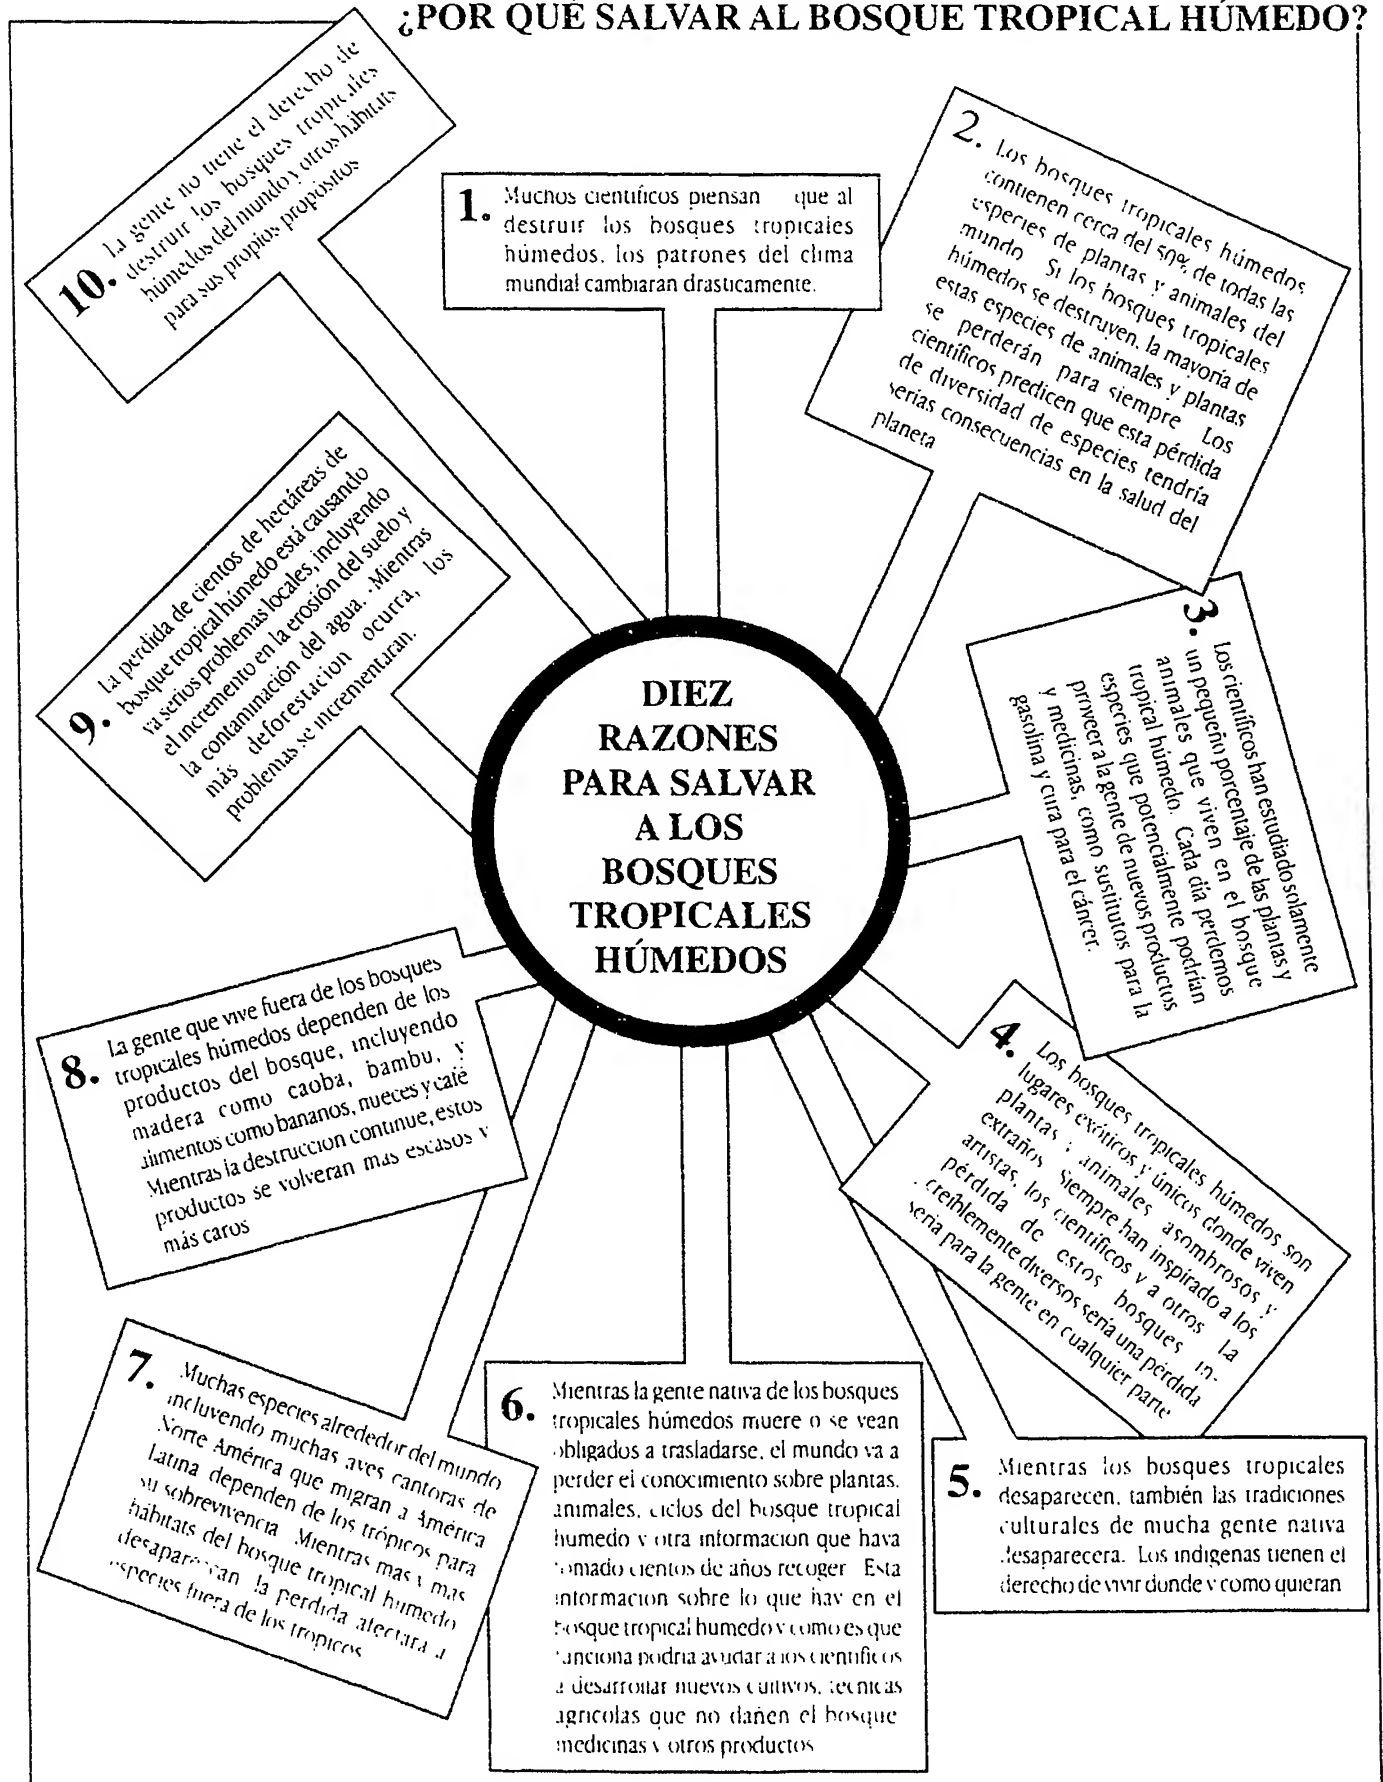 ¿POR QUÉ SALVAR AL BOSQUE TROPICAL HÚMEDO?
DIEZ
RAZONES
PARA SALVAR
A LOS
BOSQUES
TROPICALES
HÚMEDOS
1. Muchos científicos piensan que al
destruir los bosques tropicales
húmedos, los patrones del clima
mundial cambiaran drasticamente.
2. Los bosques tropicales húmedos
contienen cerca del 50% de todas las
especies de plantas y animales del
mundo Si los bosques tropicales
húmedos se destruyen, la mayoría de
estas especies de animales y plantas
se perderán para siempre Los
científicos predicen que esta pérdida
de diversidad de especies tendría
serias consecuencias en la salud del
planeta
3. Los científicos han estudiado solamente
un pequeño porcentaje de las plantas y
animales que viven en el bosque
tropical húmedo. Cada día perdemos
especies que potencialmente podrían
proveer a la gente de nuevos productos
y medicinas, como sustitutos para la
gasolina y cura para el cáncer.
4. Los bosques tropicales húmedos son
lugares exóticos y únicos donde viven
plantas y animales asombrosos y
extraños Siempre han inspirado a los
artistas, los científicos y a otros La
pérdida de estos bosques in-
creíblemente diversos seria una pérdida
seria para la gente en cualquier parte
5. Mientras los bosques tropicales
desaparecen, también las tradiciones
culturales de mucha gente nativa
desaparecera. Los indigenas tienen el
derecho de vivir donde y como quieran
6. Mientras la gente nativa de los bosques
tropicales húmedos muere o se vean
obligados a trasladarse, el mundo va a
perder el conocimiento sobre plantas,
animales, ciclos del bosque tropical
humedo y otra informacion que haya
tomado cientos de años recoger Esta
informacion sobre lo que hay en el
bosque tropical humedo y como es que
funciona podria ayudar a los cientificos
a desarrollar nuevos cultivos, tecnicas
agricolas que no dañen el bosque
medicinas y otros productos
7. Muchas especies alrededor del mundo
incluyendo muchas aves cantoras de
Norte América que migran a América
Latina dependen de los trópicos para
su sobrevivencia Mientras mas y mas
hábitats del bosque tropical humedo
desaparezcan la perdida afectara a
especies fuera de los tropicos
8. La gente que vive fuera de los bosques
tropicales húmedos dependen de los
productos del bosque, incluyendo
madera como caoba, bambu, y
alimentos como bananos, nueces y café
Mientras la destruccion continue, estos
productos se volveran mas escasos y
más caros
9. La perdida de cientos de hectáreas de
bosque tropical húmedo está causando
ya serios problemas locales, incluyendo
el incremento en la erosión del suelo y
la contaminación del agua. Mientras
más deforestacion ocurra, los
problemas se incrementaran.
10. La gente no tiene el derecho de
destruir los bosques tropicales
húmedos del mundo y otros hábitats
para sus propios propósitos